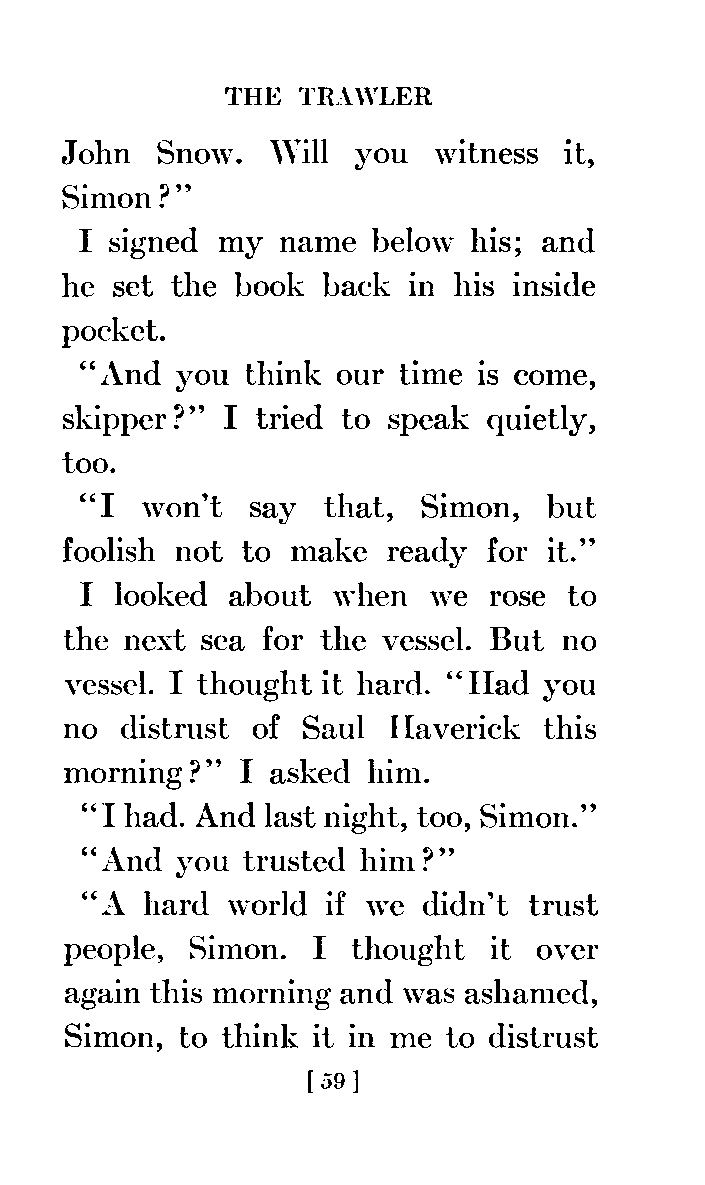 THE TRAWLER
John Snow. Will you witness it,
Simon?"
I signed my name below his; and
he set the book back in his inside
pocket.
"And you think our time is come,
skipper?" I tried to speak quietly,
too.
"I won't say that, Simon, but
foolish not to make ready for it."
I looked about when we rose to
the next sea for the vessel. But no
vessel. I thought it hard. "Had you
no distrust of Saul Haverick this
morning?" I asked him.
"I had. And last night, too, Simon."
"And you trusted him?"
"A hard world if we didn't trust
people, Simon. I thought it over
again this morning and was ashamed,
Simon, to think it in me to distrust
[ 59 ]